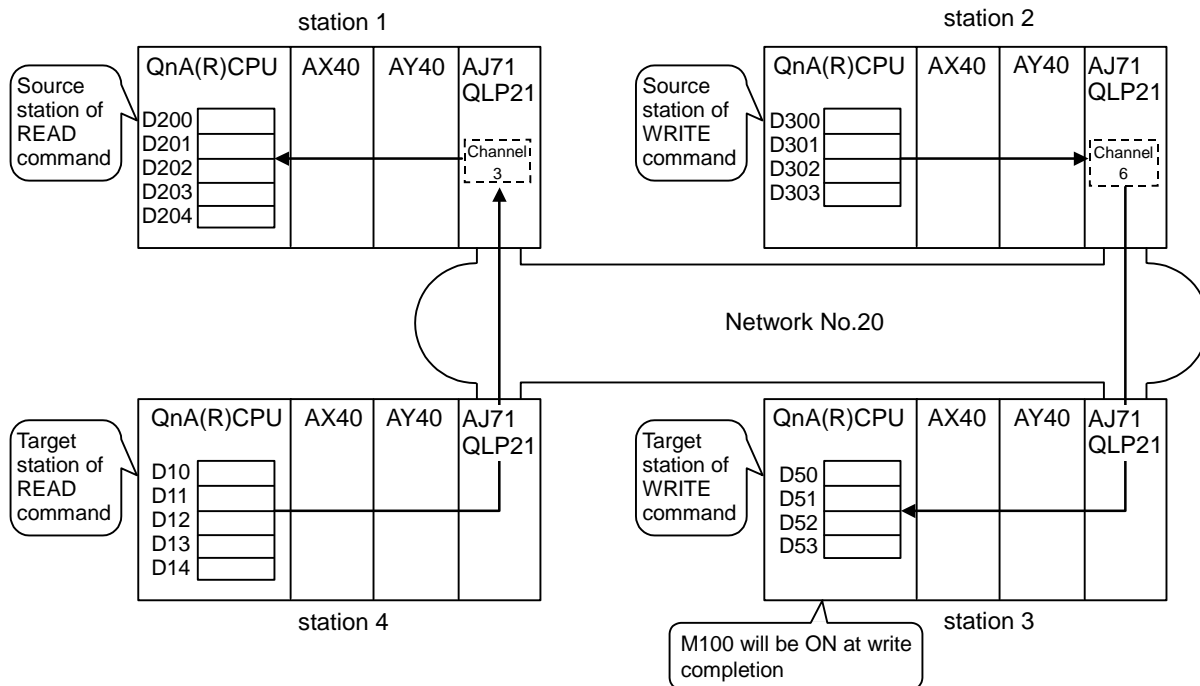 station 1
QnA(R)CPU
AX40
AY40
AJ71
QLP21
Source
station of
READ
command
D200
D201
D202
D203
D204
Channel
3
station 2
QnA(R)CPU
AX40
AY40
AJ71
QLP21
Source
station of
WRITE
command
D300
D301
D302
D303
Channel
6
Network No.20
QnA(R)CPU
AX40
AY40
AJ71
QLP21
Target
station of
READ
command
D10
D11
D12
D13
D14
station 4
QnA(R)CPU
AX40
AY40
AJ71
QLP21
Target
station of
WRITE
command
D50
D51
D52
D53
station 3
M100 will be ON at write
completion